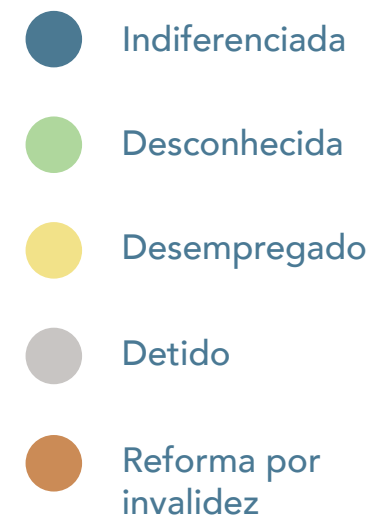 Indiferenciada
Desconhecida
Desempregado
Detido
Reforma por
invalidez